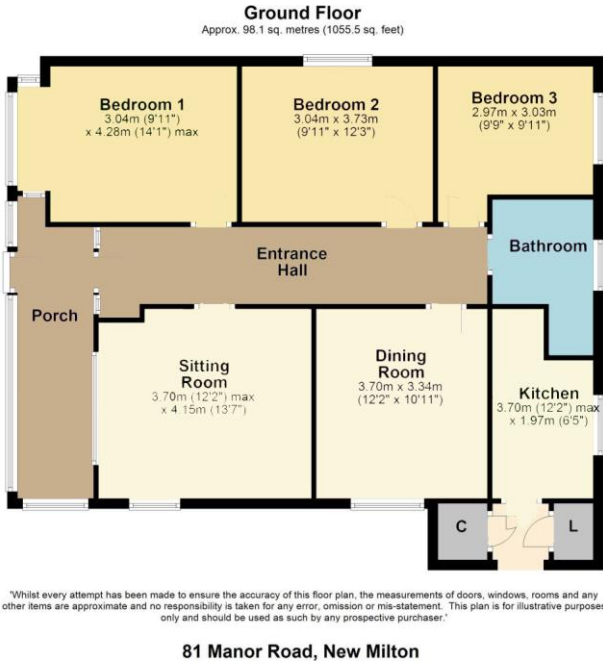 Ground Floor
Approx. 98.1 sq. metres (1055.5 sq. feet)
Bedroom 1
3.04m (9'11")
x 4.28m (14'1") max
Bedroom 2
3.04m x 3.73m
(9'11" x 12'3")
Bedroom 3
2.97m x 3.03m
(9'9" x 9'11")
Bathroom
Entrance
Hall
Porch
Sitting
Room
3.70m (12'2") max
x 4.15m (13'7")
Dining
Room
3.70m x 3.34m
(12'2" x 10'11")
Kitchen
3.70m (12'2") max
x 1.97m (6'5")
C
L
'Whilst every attempt has been made to ensure the accuracy of this floor plan, the measurements of doors, windows, rooms and any
other items are approximate and no responsibility is taken for any error, omission or mis-statement. This plan is for illustrative purposes
only and should be used as such by any prospective purchaser.'
81 Manor Road, New Milton